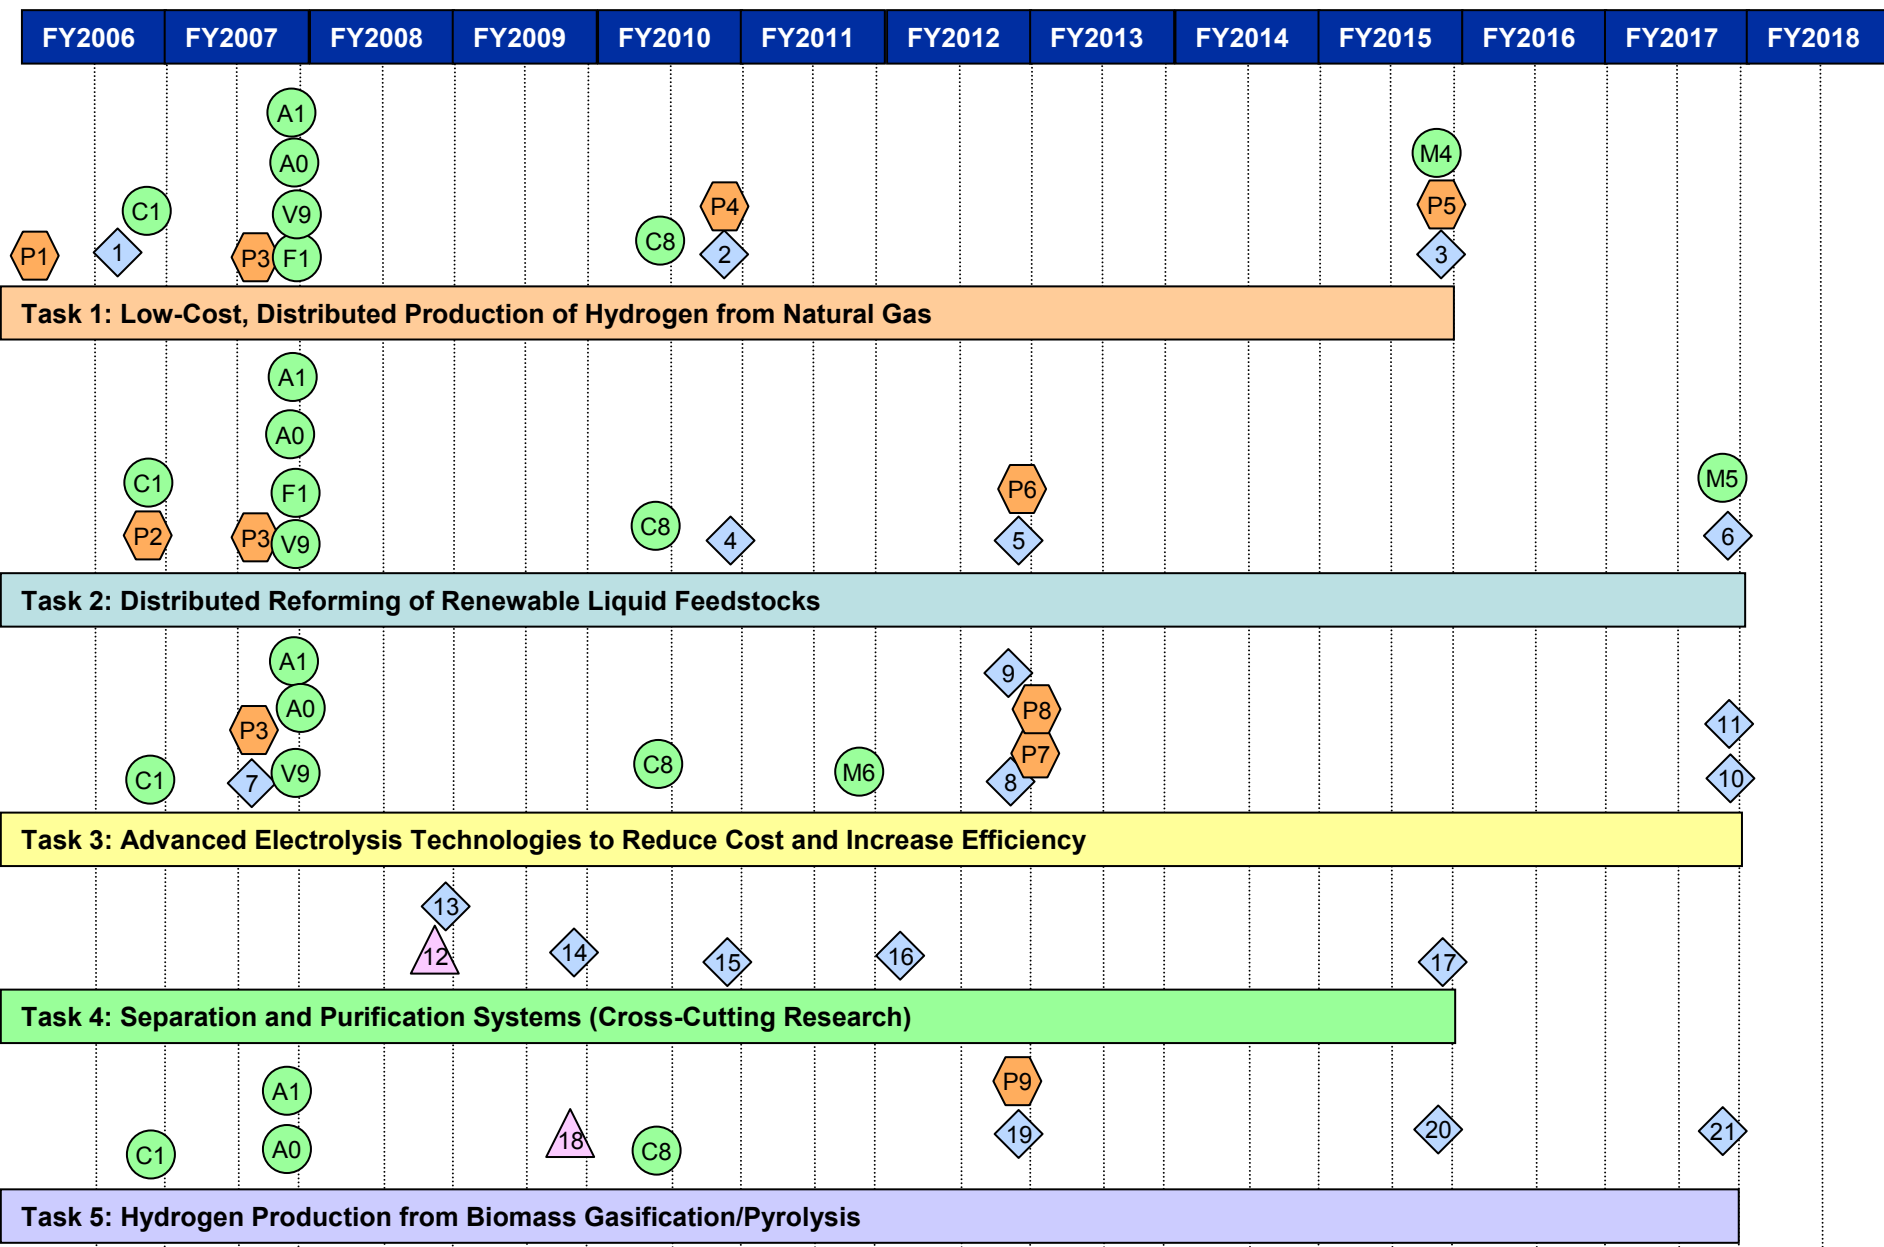 FY2006 FY2007 FY2008 FY2009 FY2010 FY2011 FY2012 FY2013 FY2014 FY2015 FY2016 FY2017 FY2018
A1
A0 M4
C1 V9 P4 P5
P1 1 P3 F1 C8 2 3
Task 1: Low-Cost, Distributed Production of Hydrogen from Natural Gas
A1
A0
C1 F1 P6 M5
P2 P3 V9 C8 4 5 6
Task 2: Distributed Reforming of Renewable Liquid Feedstocks
A1 9
A0 P8
P3 P7 11
C1 7 V9 C8 M6 8 10
Task 3: Advanced Electrolysis Technologies to Reduce Cost and Increase Efficiency
13
12 14 15 16 17
Task 4: Separation and Purification Systems (Cross-Cutting Research)
A1 P9
C1 A0 18 C8 19 20 21
Task 5: Hydrogen Production from Biomass Gasification/Pyrolysis